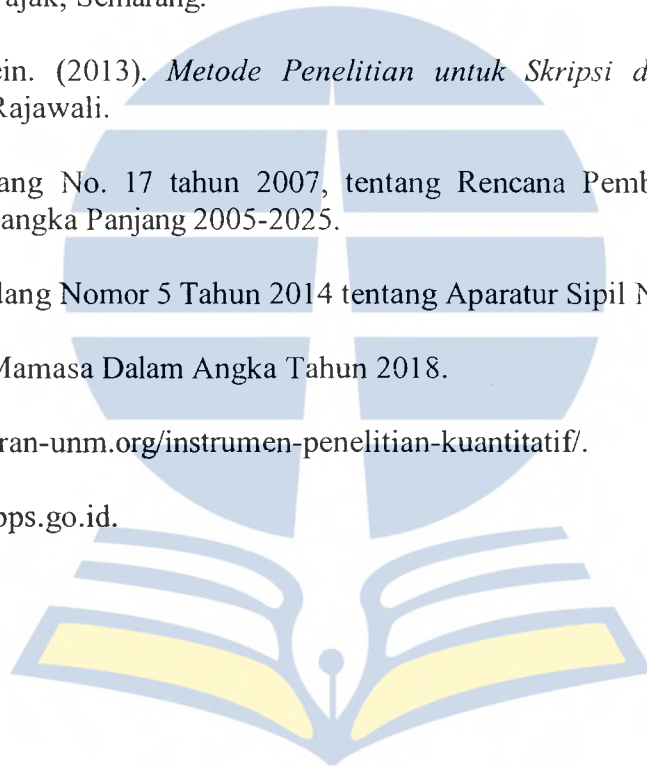 ajak, Semarang.
ein. (2013). Metode Penelitian untuk Skripsi d
Rajawali.
ang No. 17 tahun 2007, tentang Rencana Pemb
angka Panjang 2005-2025.
lang Nomor 5 Tahun 2014 tentang Aparatur Sipil N
Mamasa Dalam Angka Tahun 2018.
ran-unm.org/instrumen-penelitian-kuantitatif/.
ops.go.id.